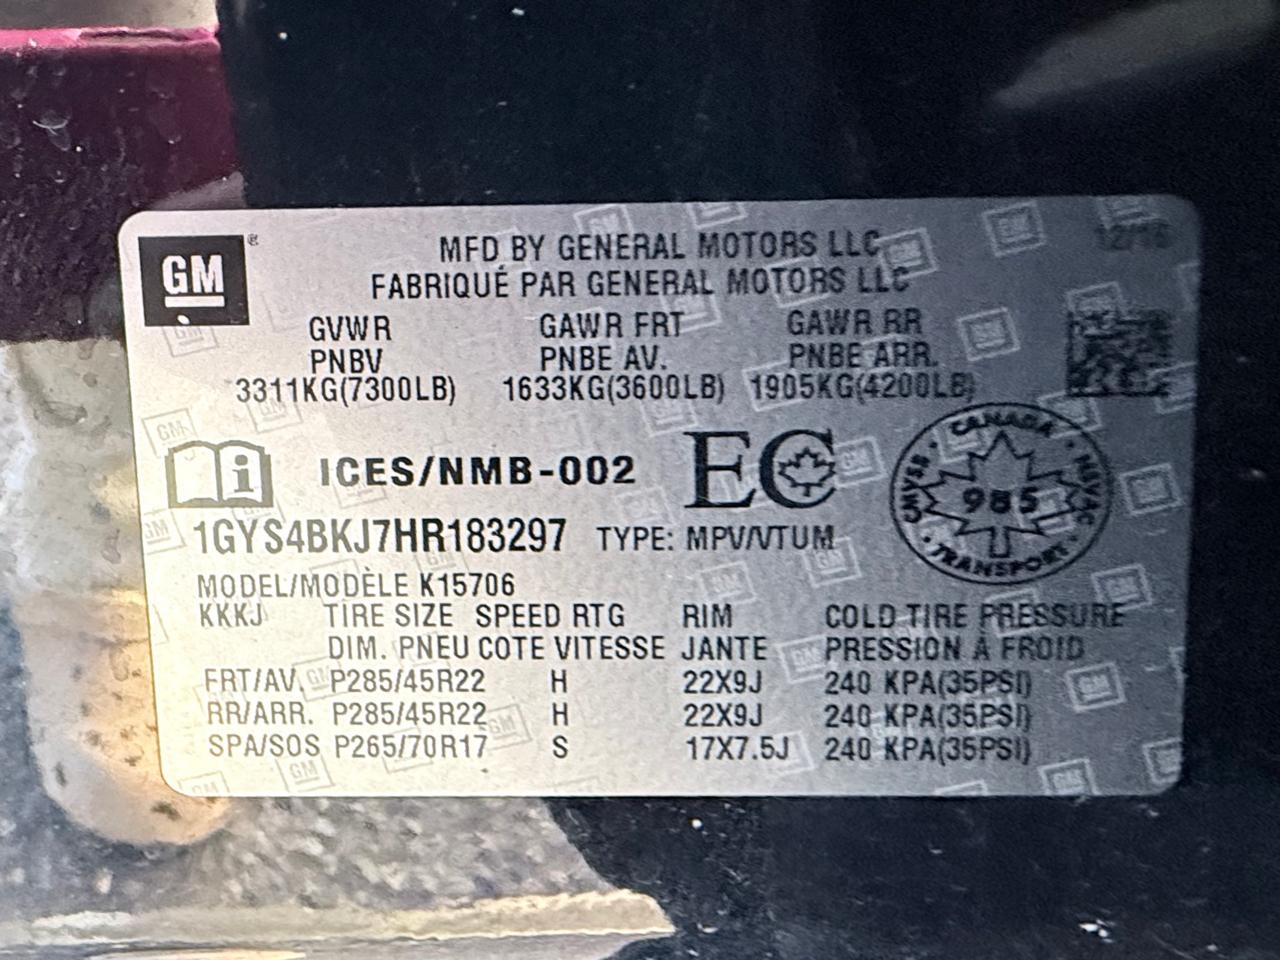 GM ®
MFD BY GENERAL MOTORS LLC
12/16
FABRIQUÉ PAR GENERAL MOTORS LLC
GVWR GAWR FRT GAWR RR
PNBV PNBE AV. PNBE ARR.
3311KG(7300LB) 1633KG(3600LB) 1905KG(4200LB)
i ICES/NMB-002 EC
CANADA
CMVSS NSVAC
985
TRANSPORT
1GYS4BKJ7HR183297 TYPE: MPV/VTUM
MODEL/MODÈLE K15706
KKKJ TIRE SIZE SPEED RTG RIM COLD TIRE PRESSURE
DIM. PNEU COTE VITESSE JANTE PRESSION À FROID
FRT/AV. P285/45R22 H 22X9J 240 KPA(35PSI)
RR/ARR. P285/45R22 H 22X9J 240 KPA(35PSI)
SPA/SOS P265/70R17 S 17X7.5J 240 KPA(35PSI)